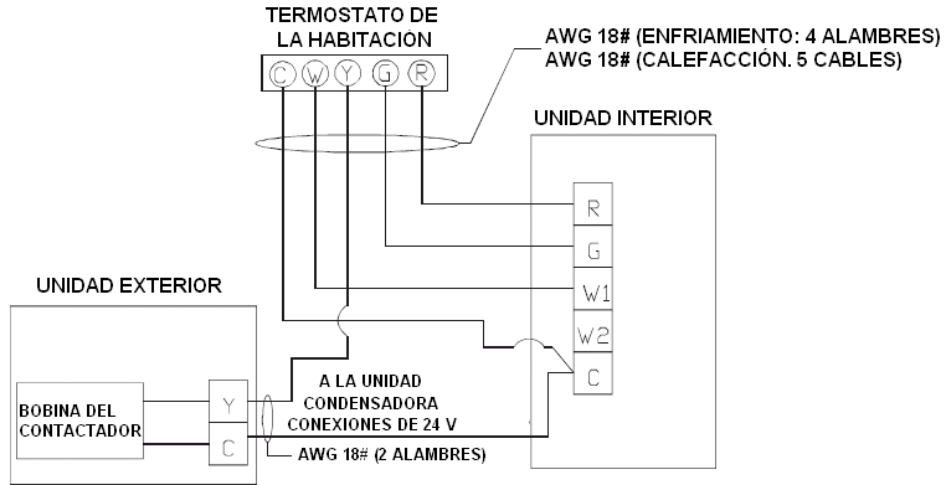 TERMOSTATO DE
LA HABITACIÓN
AWG 18# (ENFRIAMIENTO: 4 ALAMBRES)
AWG 18# (CALEFACCIÓN. 5 CABLES)
C W Y G R
UNIDAD INTERIOR
R
G
W1
W2
C
UNIDAD EXTERIOR
BOBINA DEL
CONTACTADOR
Y
C
A LA UNIDAD
CONDENSADORA
CONEXIONES DE 24 V
AWG 18# (2 ALAMBRES)